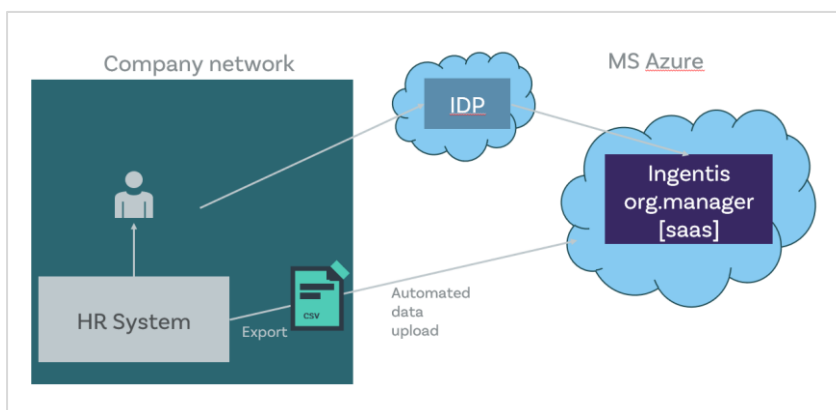 Company network
MS Azure
IDP
Ingentis
org.manager
[saas]
HR System
Export
CSV
Automated
data
upload